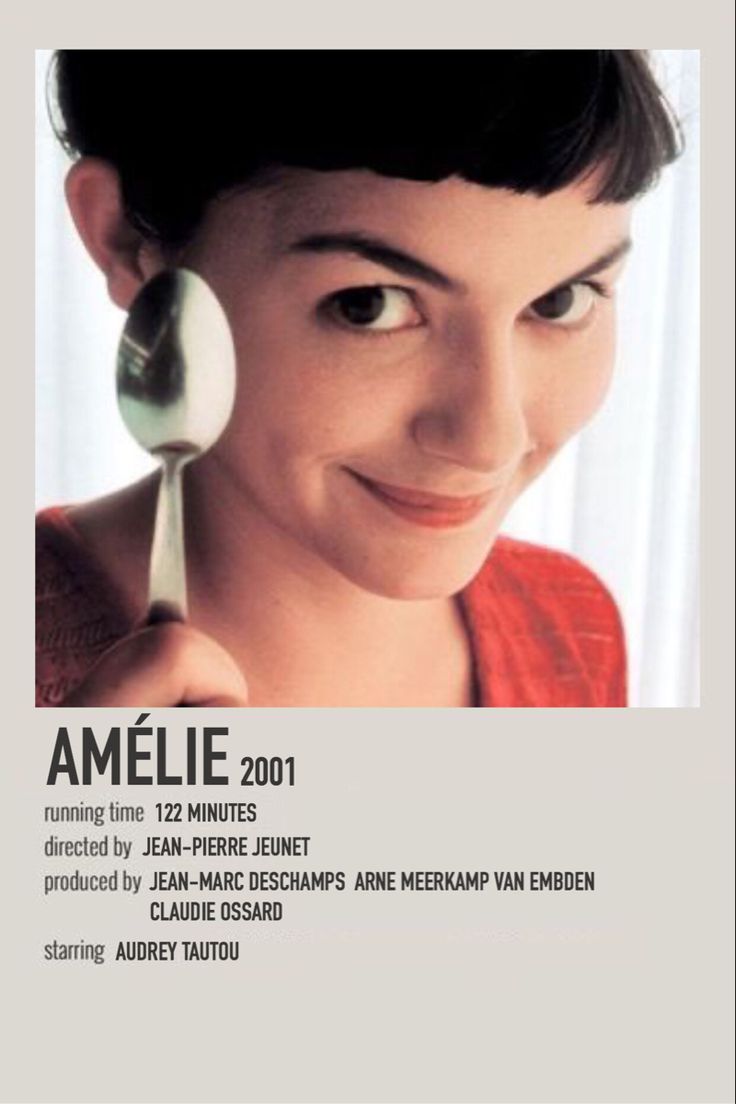 AMÉLIE 2001
running time 122 MINUTES
directed by JEAN-PIERRE JEUNET
produced by JEAN-MARC DESCHAMPS ARNE MEERKAMP VAN EMBDEN
CLAUDIE OSSARD
starring AUDREY TAUTOU